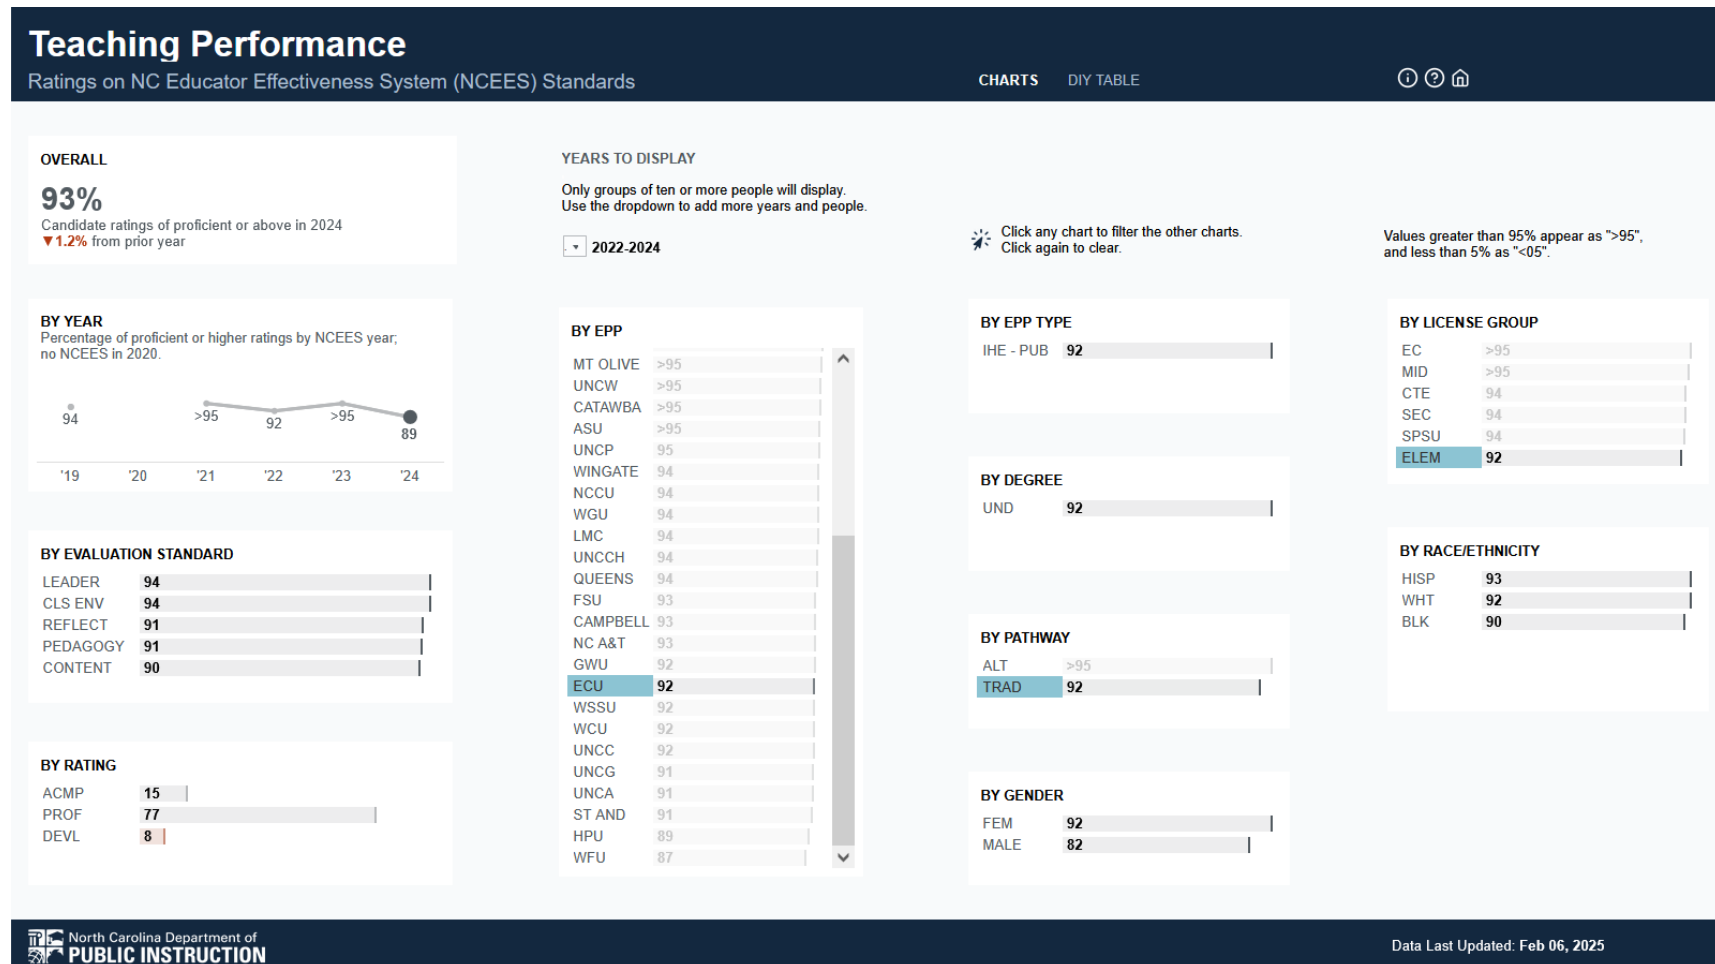 Teaching Performance
Ratings on NC Educator Effectiveness System (NCEES) Standards
CHARTS DIY TABLE
OVERALL
93%
Candidate ratings of proficient or above in 2024
▼1.2% from prior year
YEARS TO DISPLAY
Only groups of ten or more people will display.
Use the dropdown to add more years and people.
2022-2024
Click any chart to filter the other charts.
Click again to clear.
Values greater than 95% appear as ">95",
and less than 5% as "<05".
BY YEAR
Percentage of proficient or higher ratings by NCEES year;
no NCEES in 2020.
94 >95 92 >95 89
'19 '20 '21 '22 '23 '24
BY EVALUATION STANDARD
LEADER 94
CLS ENV 94
REFLECT 91
PEDAGOGY 91
CONTENT 90
BY RATING
ACMP 15
PROF 77
DEVL 8
BY EPP
MT OLIVE >95
UNCW >95
CATAWBA >95
ASU >95
UNCP 95
WINGATE 94
NCCU 94
WGU 94
LMC 94
UNCCH 94
QUEENS 94
FSU 93
CAMPBELL 93
NC A&T 93
GWU 92
ECU 92
WSSU 92
WCU 92
UNCC 92
UNCG 91
UNCA 91
ST AND 91
HPU 89
WFU 87
BY EPP TYPE
IHE - PUB 92
BY DEGREE
UND 92
BY PATHWAY
ALT >95
TRAD 92
BY GENDER
FEM 92
MALE 82
BY LICENSE GROUP
EC >95
MID >95
CTE 94
SEC 94
SPSU 94
ELEM 92
BY RACE/ETHNICITY
HISP 93
WHT 92
BLK 90
North Carolina Department of
PUBLIC INSTRUCTION
Data Last Updated: Feb 06, 2025